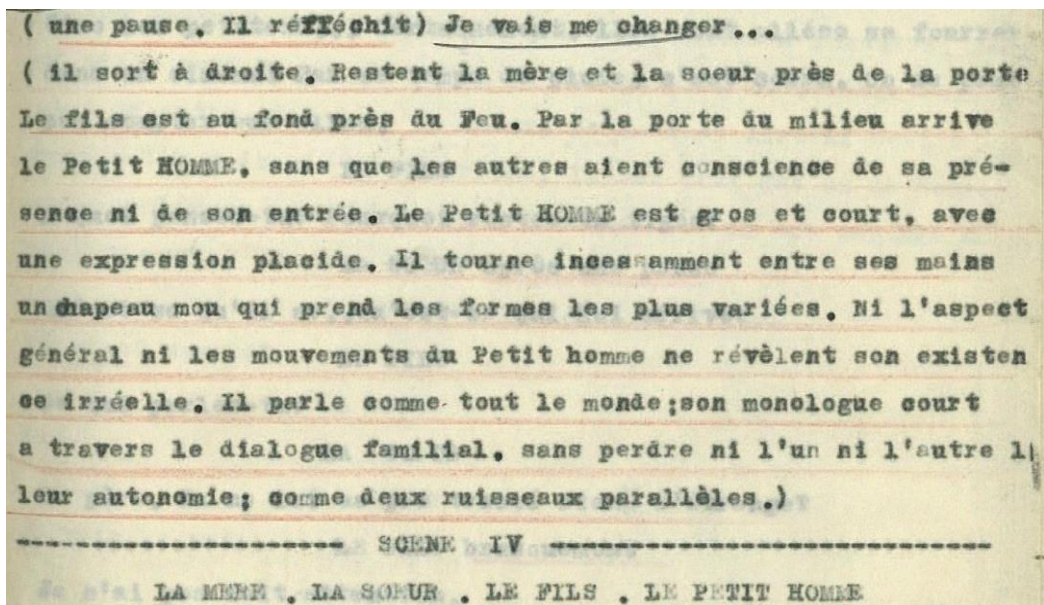 ( une pause. Il réfféchit) Je vais me changer...
( il sort à droite. Restent la mère et la soeur près de la porte
Le fils est au fond près du Feu. Par la porte du milieu arrive
le Petit HOMME, sans que les autres aient conscience de sa pré-
sence ni de son entrée. Le Petit HOMME est gros et court, avec
une expression placide. Il tourne incessamment entre ses mains
un chapeau mou qui prend les formes les plus variées. Ni l'aspect
général ni les mouvements du Petit homme ne révèlent son existen
ce irréelle. Il parle comme tout le monde;son monologue court
a travers le dialogue familial, sans perdre ni l'un ni l'autre l
leur autonomie; comme deux ruisseaux parallèles.)
-------------------- SCENE IV -------------------------
LA MERE . LA SOEUR . LE FILS . LE PETIT HOMME